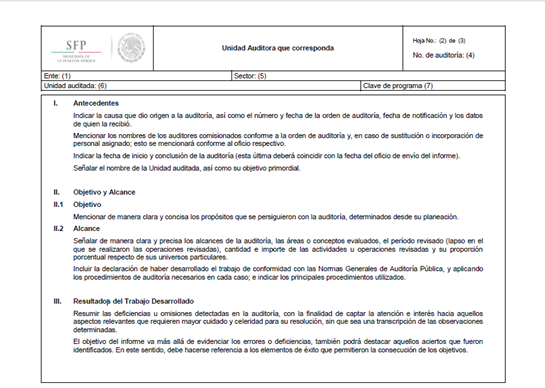 SFP
SECRETARÍA DE
LA FUNCIÓN PÚBLICA
Unidad Auditora que corresponda
Hoja No.: (2) de (3)
No. de auditoría: (4)
Ente: (1)
Sector: (5)
Unidad auditada: (6)
Clave de programa (7)
I. Antecedentes
Indicar la causa que dio origen a la auditoría, así como el número y fecha de la orden de auditoría, fecha de notificación y los datos
de quien la recibió.
Mencionar los nombres de los auditores comisionados conforme a la orden de auditoría y, en caso de sustitución o incorporación de
personal asignado; esto se mencionará conforme al oficio respectivo.
Indicar la fecha de inicio y conclusión de la auditoría (esta última deberá coincidir con la fecha del oficio de envío del informe).
Señalar el nombre de la Unidad auditada, así como su objetivo primordial.
II. Objetivo y Alcance
II.1 Objetivo
Mencionar de manera clara y concisa los propósitos que se persiguieron con la auditoría, determinados desde su planeación.
II.2 Alcance
Señalar de manera clara y precisa los alcances de la auditoría, las áreas o conceptos evaluados, el período revisado (lapso en el
que se realizaron las operaciones revisadas), cantidad e importe de las actividades u operaciones revisadas y su proporción
porcentual respecto de sus universos particulares.
Incluir la declaración de haber desarrollado el trabajo de conformidad con las Normas Generales de Auditoría Pública, y aplicando
los procedimientos de auditoría necesarios en cada caso; e indicar los principales procedimientos utilizados.
III. Resultados del Trabajo Desarrollado
Resumir las deficiencias u omisiones detectadas en la auditoría, con la finalidad de captar la atención e interés hacia aquellos
aspectos relevantes que requieren mayor cuidado y celeridad para su resolución, sin que sea una transcripción de las observaciones
determinadas.
El objetivo del informe va más allá de evidenciar los errores o deficiencias, también podrá destacar aquellos aciertos que fueron
identificados. En este sentido, debe hacerse referencia a los elementos de éxito que permitieron la consecución de los objetivos.